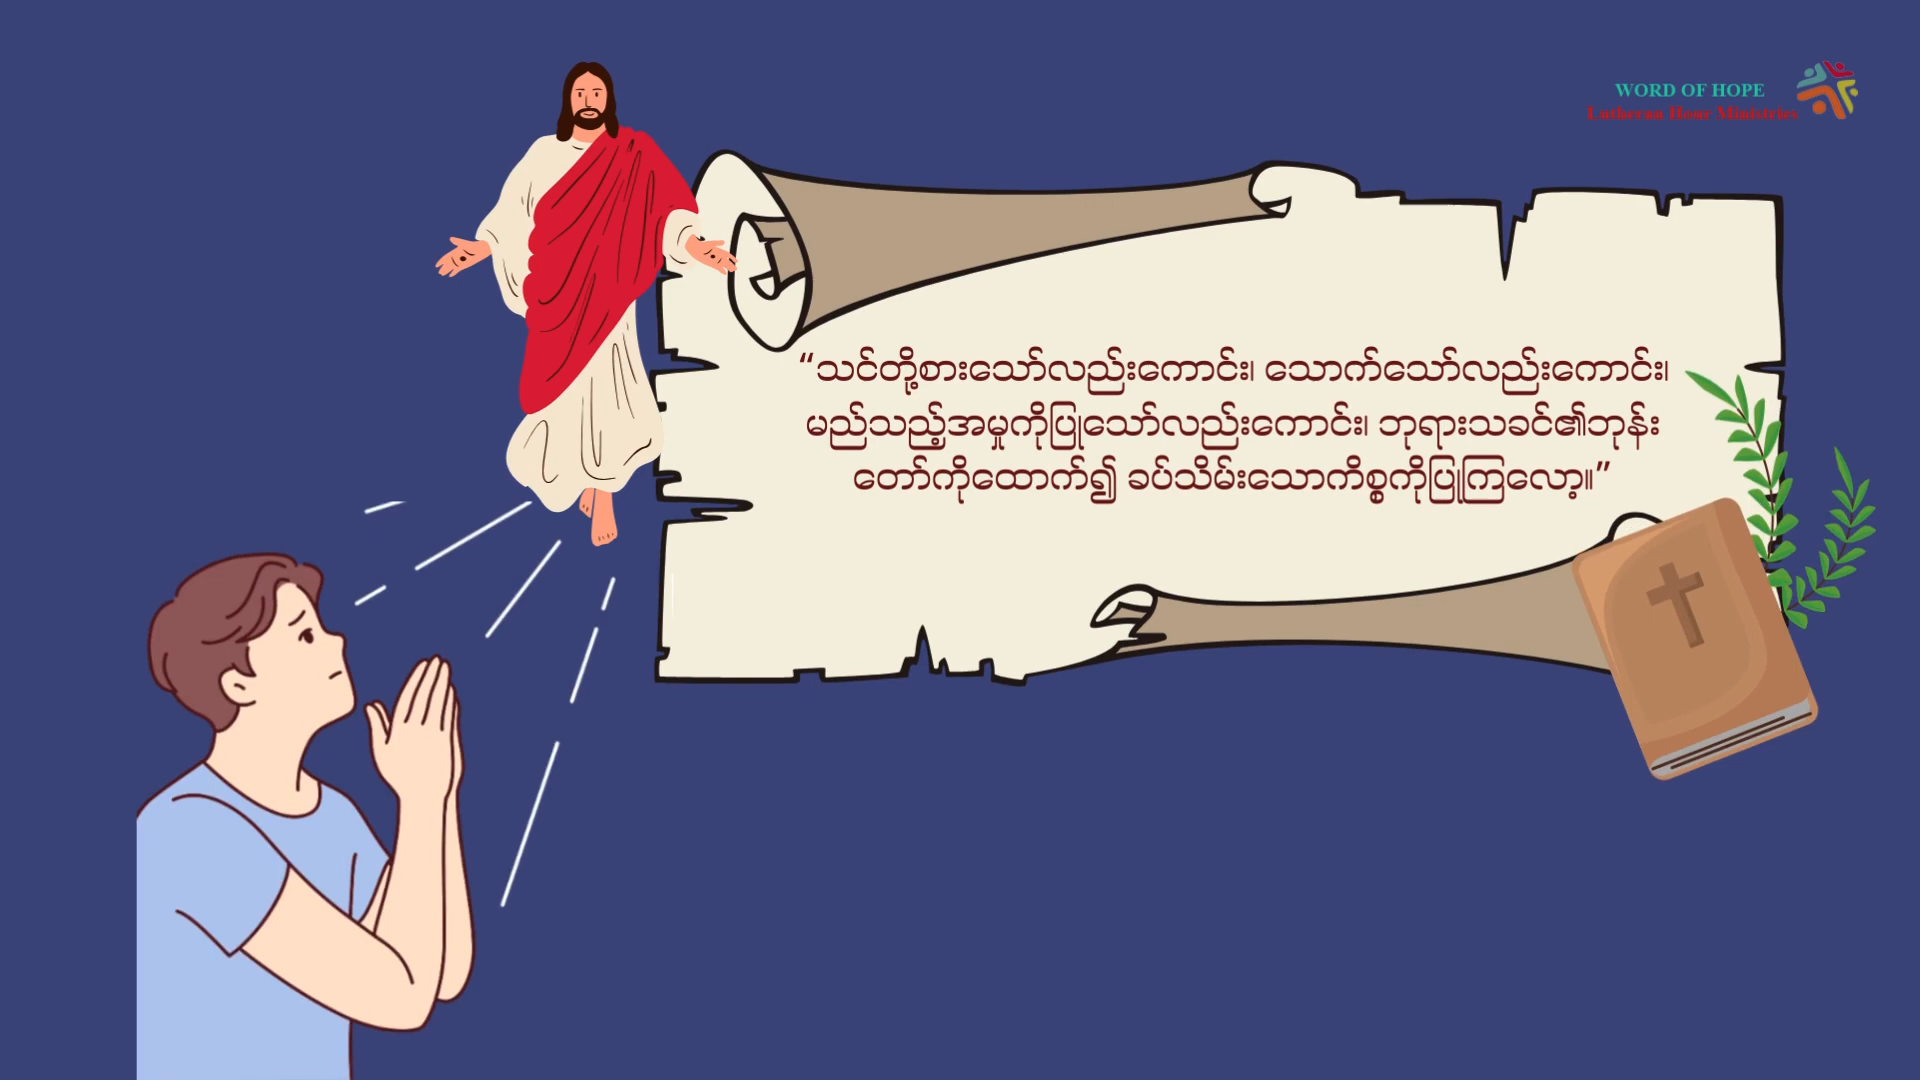 WORD OF HOPE
Lutheran Hour Ministries
“သင်တို့စားသော်လည်းကောင်း၊ သောက်သော်လည်းကောင်း၊
မည်သည့်အမှုကိုပြုသော်လည်းကောင်း၊ ဘုရားသခင်၏ဘုန်း
တော်ကိုထောက်၍ ခပ်သိမ်းသောကိစ္စကိုပြုကြလော့။”